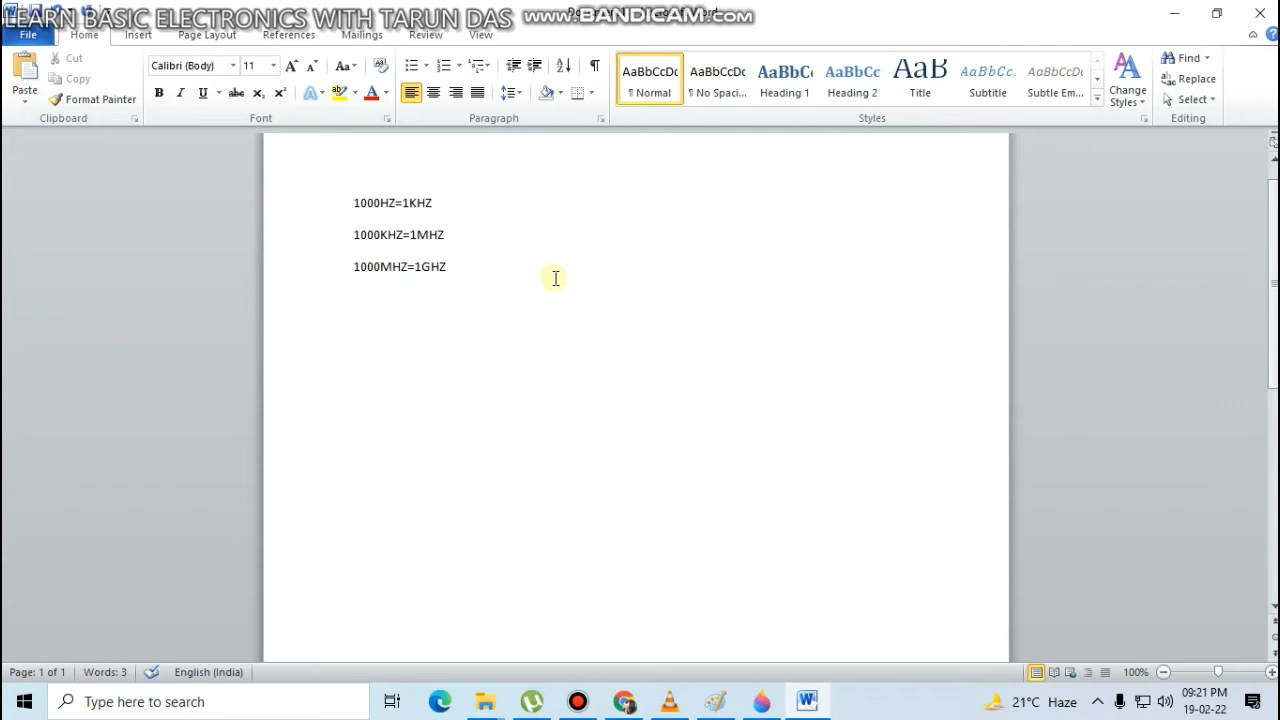 LEARN BASIC ELECTRONICS WITH TARUN DAS www.BANDICAM.com
File Home Insert Page Layout References Mailings Review View
Paste Cut Copy Format Painter
Calibri (Body) 11
AaBbCcDc AaBbCcDc AaBbC AaBbCc AaB AaBbCc. AaBbCcDc
¶ Normal ¶ No Spaci... Heading 1 Heading 2 Title Subtitle Subtle Em...
Change Styles
Find Replace Select
Clipboard Font Paragraph Styles Editing
1000HZ=1KHZ
1000KHZ=1MHZ
1000MHZ=1GHZ
Page: 1 of 1 Words: 3 English (India) 100%
Type here to search 21°C Haze 09:21 PM
19-02-22